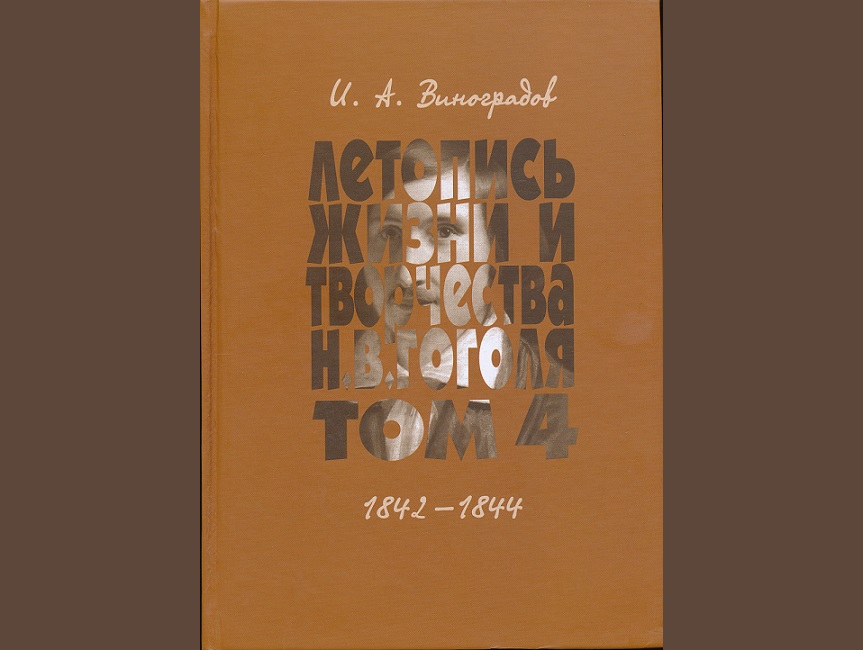 И. А. Виноградов
Летопись
жизни и
творчества
Н.В.Гоголя
том 4
1842–1844